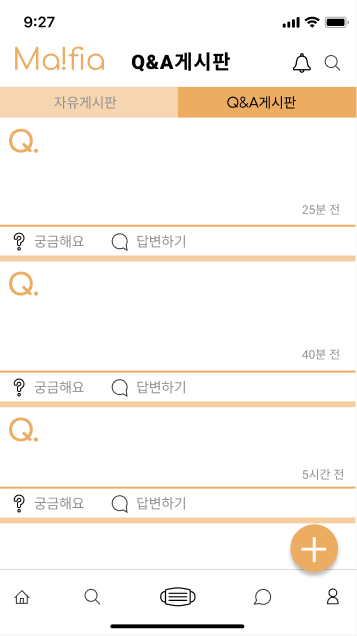 9:27
Ma!fia
Q&A게시판
자유게시판
Q&A게시판
Q.
25분 전
궁금해요
답변하기
Q.
40분 전
궁금해요
답변하기
Q.
5시간 전
궁금해요
답변하기